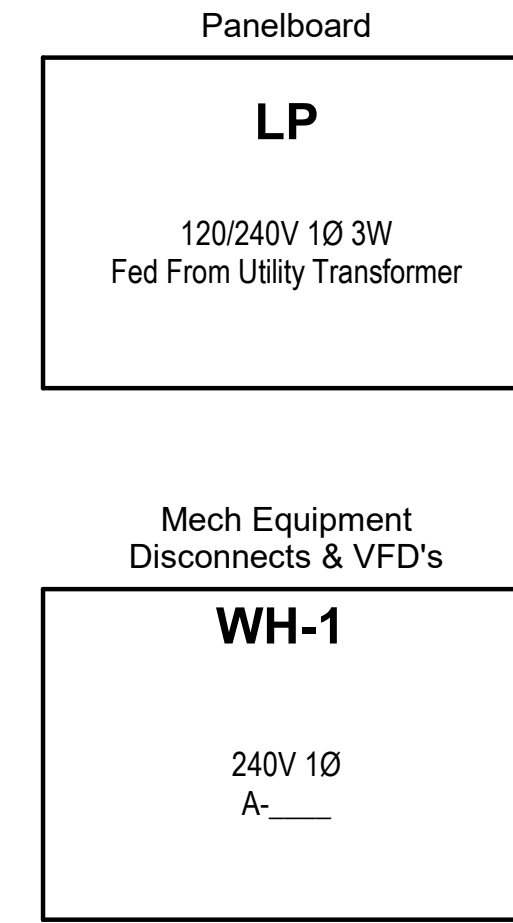 Panelboard
LP
120/240V 1Ø 3W
Fed From Utility Transformer
Mech Equipment
Disconnects & VFD's
WH-1
240V 1Ø
A-____